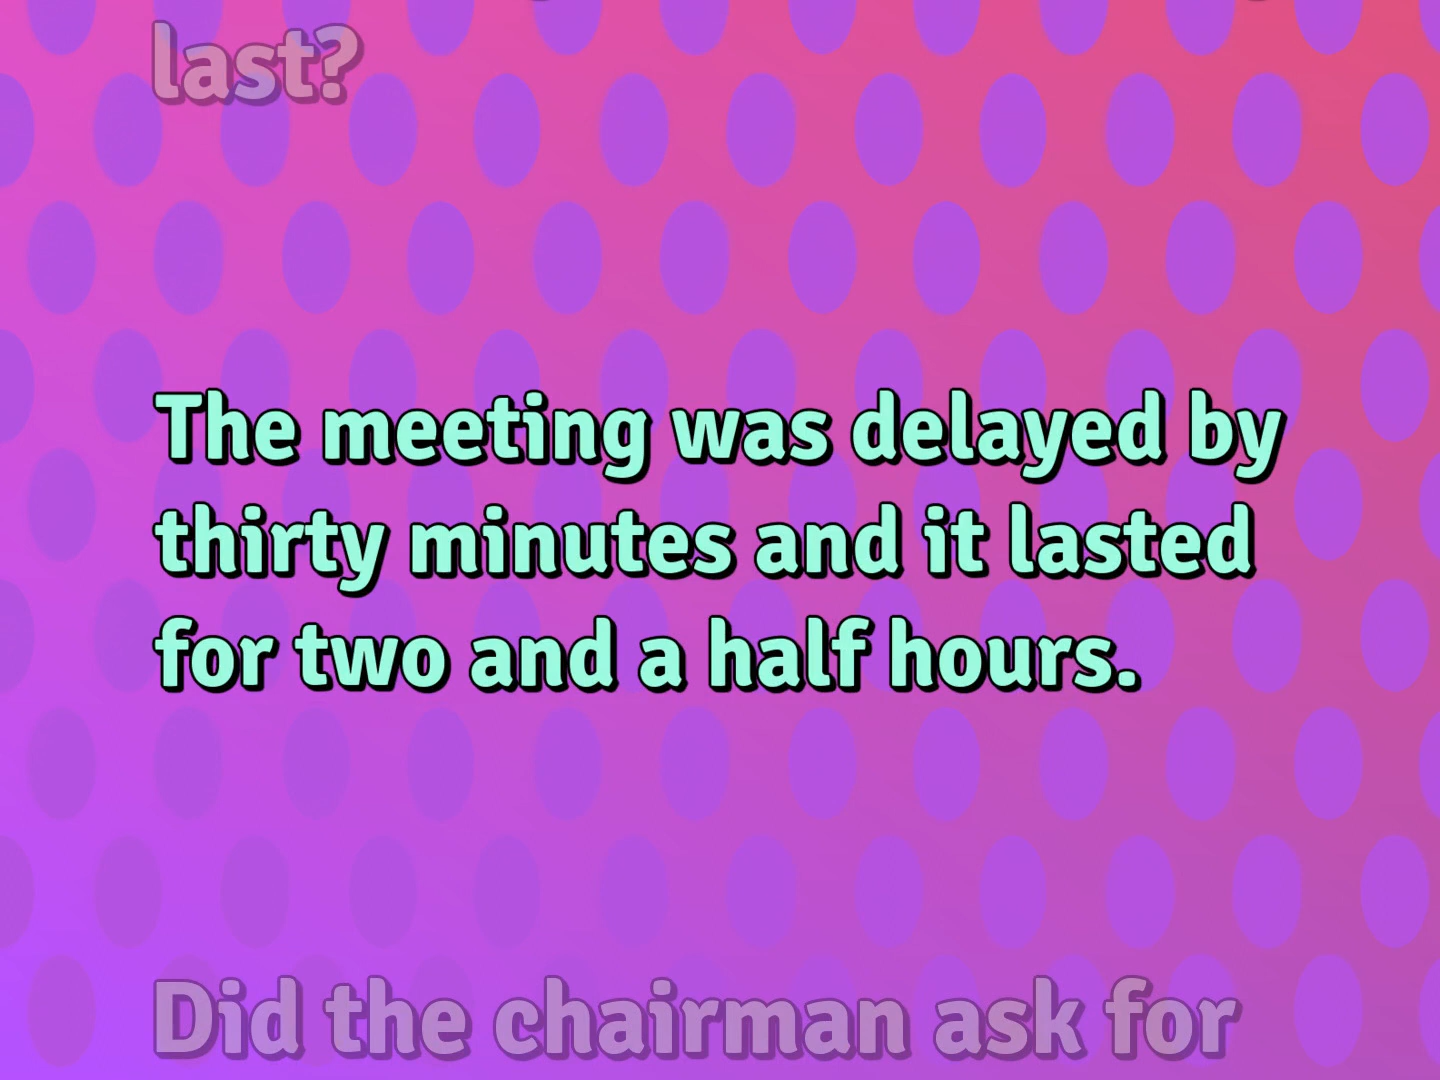 last?
The meeting was delayed by
thirty minutes and it lasted
for two and a half hours.
Did the chairman ask for